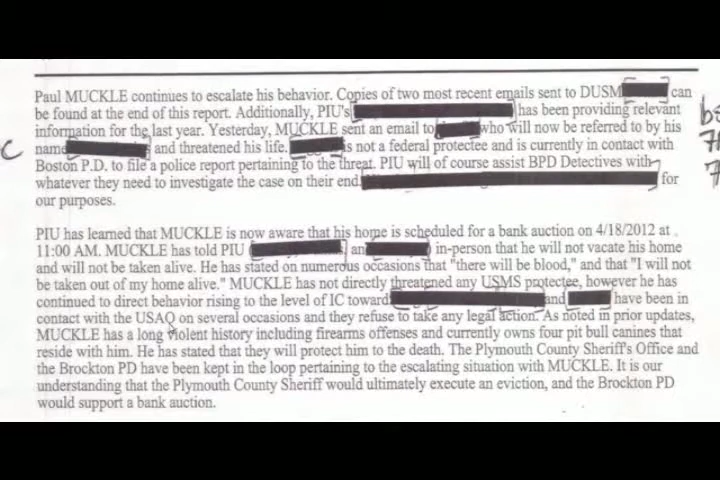 Paul MUCKLE continues to escalate his behavior. Copies of two most recent emails sent to DUSM can
be found at the end of this report. Additionally, PIU's has been providing relevant
information for the last year. Yesterday, MUCKLE sent an email to who will now be referred to by his
C name and threatened his life. is not a federal protectee and is currently in contact with
Boston P.D. to file a police report pertaining to the threat. PIU will of course assist BPD Detectives with
whatever they need to investigate the case on their end. for
our purposes.
PIU has learned that MUCKLE is now aware that his home is scheduled for a bank auction on 4/18/2012 at
11:00 AM. MUCKLE has told PIU and in-person that he will not vacate his home
and will not be taken alive. He has stated on numerous occasions that "there will be blood," and that "I will not
be taken out of my home alive." MUCKLE has not directly threatened any USMS protectee, however he has
continued to direct behavior rising to the level of IC toward and have been in
contact with the USAO on several occasions and they refuse to take any legal action. As noted in prior updates,
MUCKLE has a long violent history including firearms offenses and currently owns four pit bull canines that
reside with him. He has stated that they will protect him to the death. The Plymouth County Sheriff's Office and
the Brockton PD have been kept in the loop pertaining to the escalating situation with MUCKLE. It is our
understanding that the Plymouth County Sheriff would ultimately execute an eviction, and the Brockton PD
would support a bank auction.